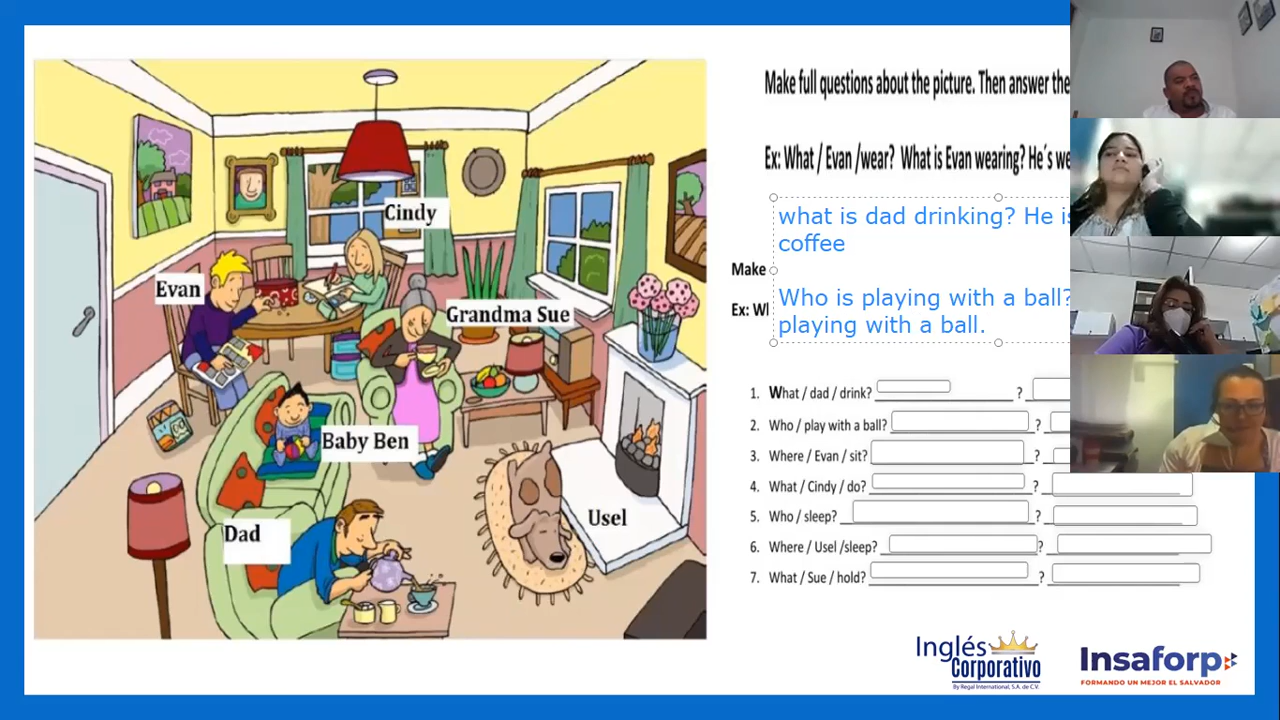 Make full questions about the picture. Then answer the
Ex: What / Evan /wear? What is Evan wearing? He´s we
what is dad drinking? He is
coffee
Make
Ex: Wl
Who is playing with a ball?
playing with a ball.
1. What / dad / drink? ?
2. Who / play with a ball? ?
3. Where / Evan / sit? ?
4. What / Cindy / do? ?
5. Who / sleep? ?
6. Where / Usel /sleep? ?
7. What / Sue / hold? ?
Cindy
Evan
Grandma Sue
Baby Ben
Usel
Dad
Inglés
Corporativo
By Regal International, S.A. de C.V.
Insaforp
FORMANDO UN MEJOR EL SALVADOR